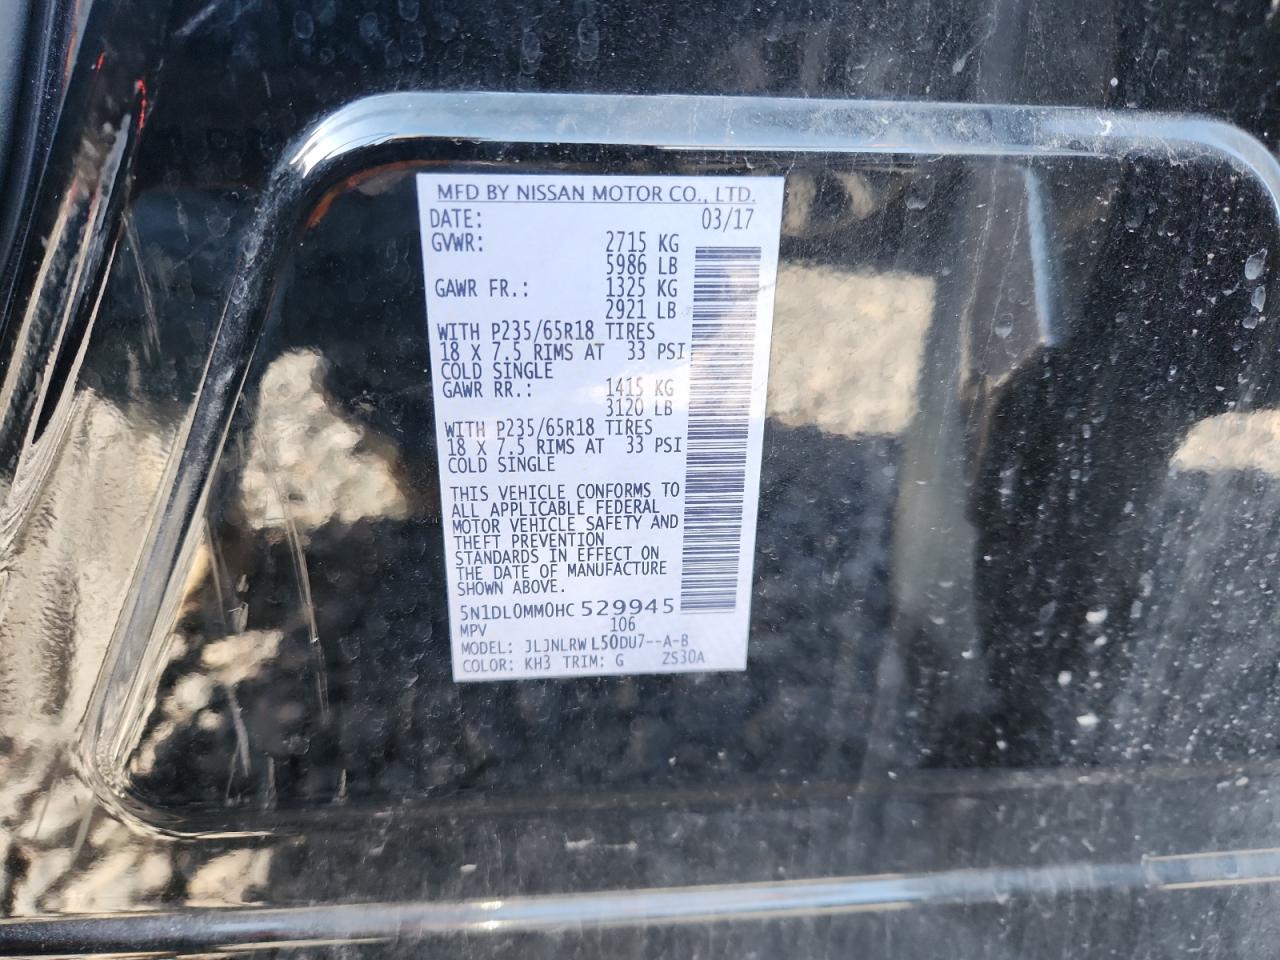 MFD BY NISSAN MOTOR CO., LTD.
DATE: 03/17
GVWR: 2715 KG
5986 LB
GAWR FR.: 1325 KG
2921 LB
WITH P235/65R18 TIRES
18 X 7.5 RIMS AT 33 PSI
COLD SINGLE
GAWR RR.: 1415 KG
3120 LB
WITH P235/65R18 TIRES
18 X 7.5 RIMS AT 33 PSI
COLD SINGLE
THIS VEHICLE CONFORMS TO
ALL APPLICABLE FEDERAL
MOTOR VEHICLE SAFETY AND
THEFT PREVENTION
STANDARDS IN EFFECT ON
THE DATE OF MANUFACTURE
SHOWN ABOVE.
5N1DL0MM0HC 529945
MPV 106
MODEL: JLJNLRW L50DU7--A-B
COLOR: KH3 TRIM: G ZS30A